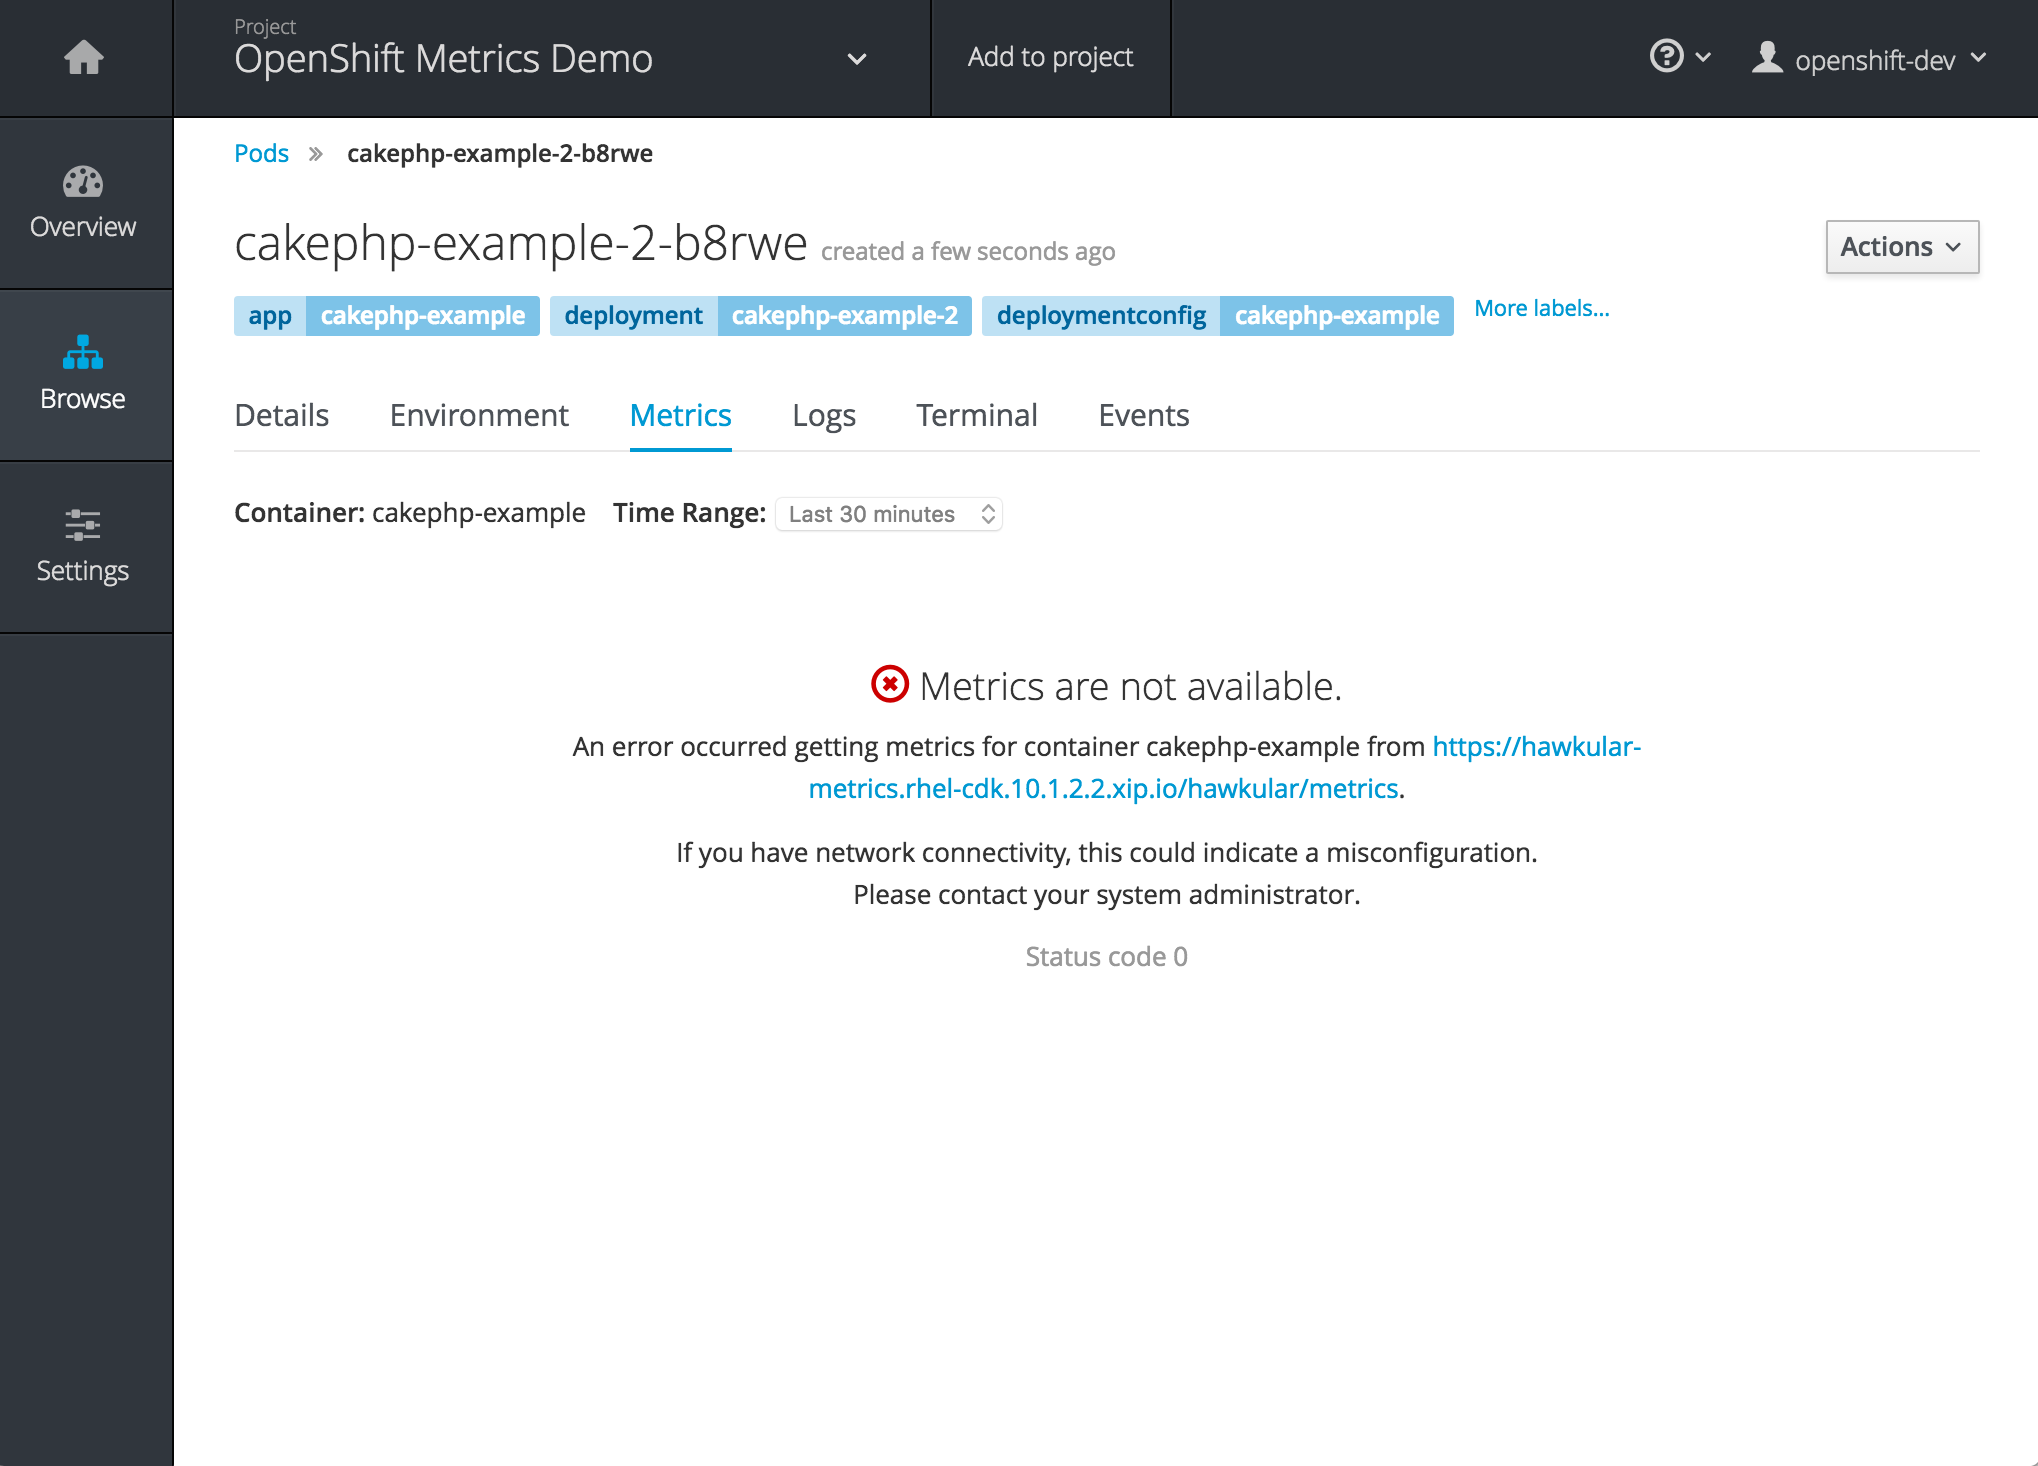 Project
OpenShift Metrics Demo
Add to project
openshift-dev
Overview
Browse
Settings
Pods » cakephp-example-2-b8rwe
cakephp-example-2-b8rwe created a few seconds ago
Actions
app cakephp-example deployment cakephp-example-2 deploymentconfig cakephp-example More labels...
Details Environment Metrics Logs Terminal Events
Container: cakephp-example Time Range: Last 30 minutes
Metrics are not available.
An error occurred getting metrics for container cakephp-example from https://hawkular-
metrics.rhel-cdk.10.1.2.2.xip.io/hawkular/metrics.
If you have network connectivity, this could indicate a misconfiguration.
Please contact your system administrator.
Status code 0